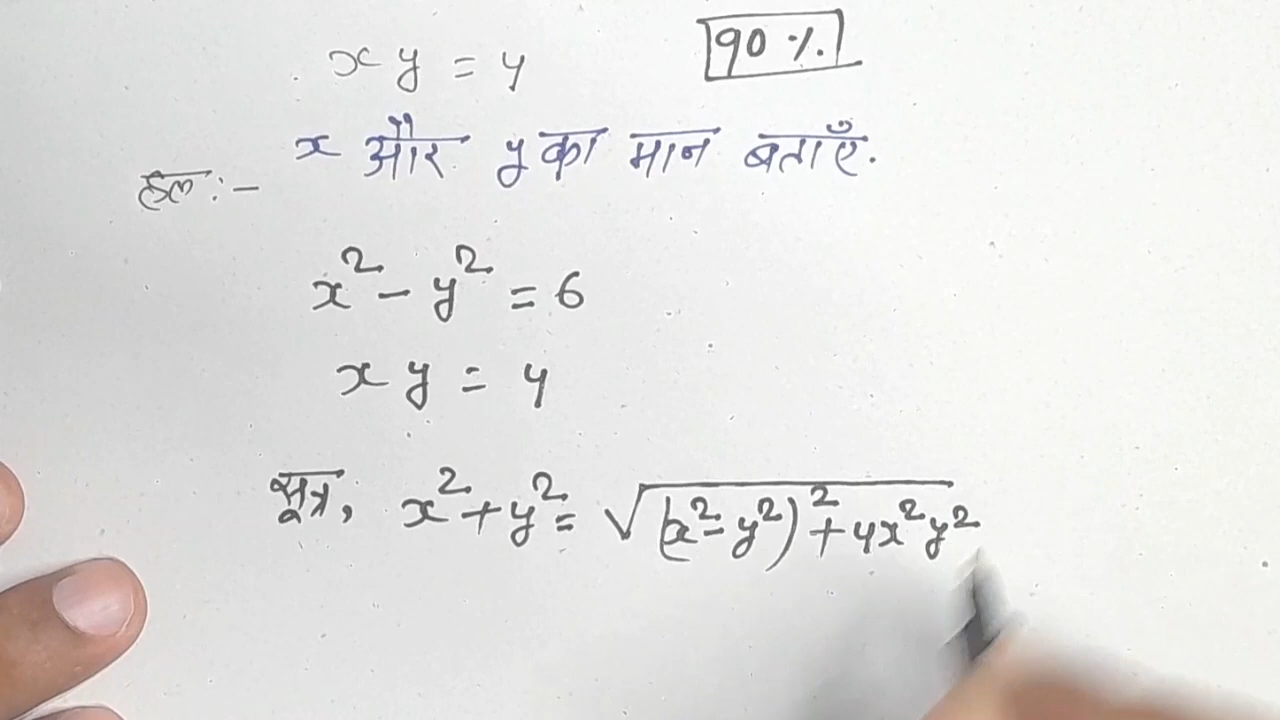 xy = 4
90 %.
x और y का मान बताएँ.
हल :-
x² - y² = 6
xy = 4
सूत्र, x² + y² = √(x² - y²)² + 4x²y²